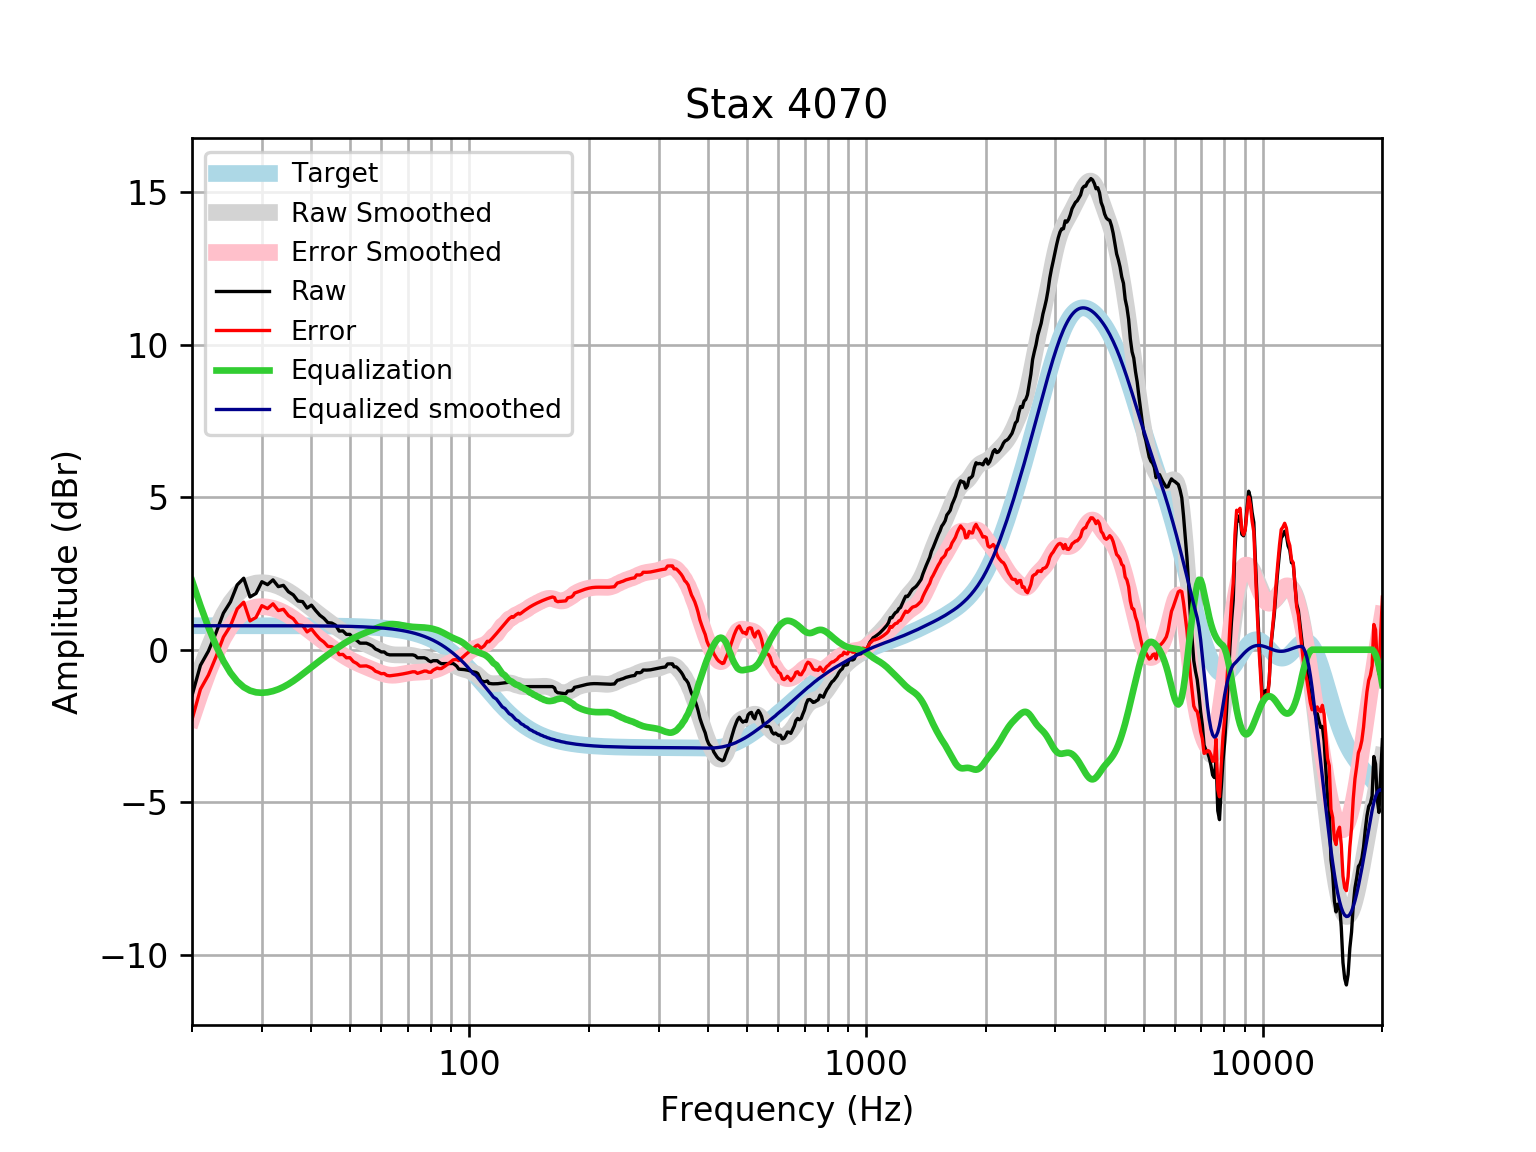 Stax 4070
Target
Raw Smoothed
Error Smoothed
Raw
Error
Equalization
Equalized smoothed
15
10
5
0
−5
−10
Amplitude (dBr)
100 1000 10000
Frequency (Hz)